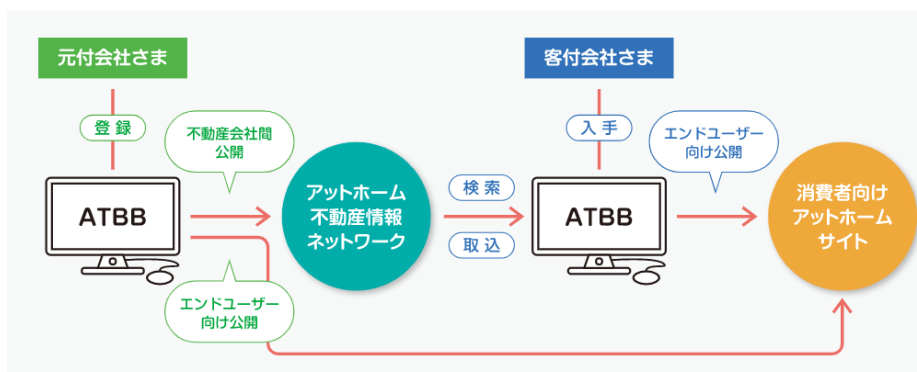 元付会社さま
客付会社さま
登録
不動産会社間
公開
入手
エンドユーザー
向け公開
ATBB
アットホーム
不動産情報
ネットワーク
検索
取込
ATBB
消費者向け
アットホーム
サイト
エンドユーザー
向け公開